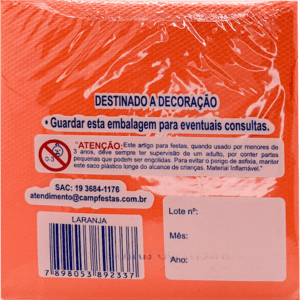 DESTINADO A DECORAÇÃO
• Guardar esta embalagem para eventuais consultas.
0-3
"ATENÇÃO: Este artigo para festas, quando usado por menores de
3 anos, deve sempre ter supervisão de um adulto, por conter partes
pequenas que podem ser engolidas. Para evitar o perigo de asfixia, manter
este saco plástico longe do alcance de crianças. Material Inflamável."
SAC: 19 3684-1176
atendimento@campfestas.com.br
LARANJA
7 898053 892337
Lote nº:
Mês:
Ano: